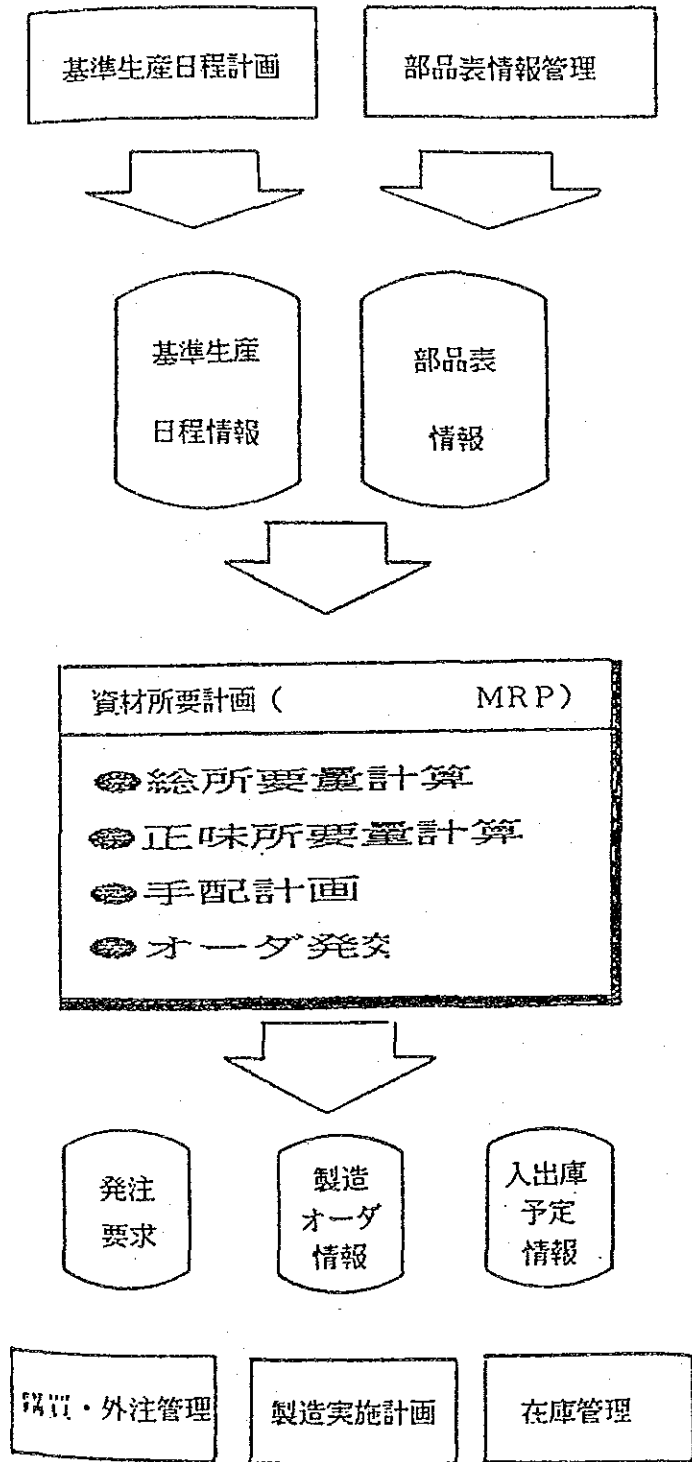 基準生産日程計画
部品表情報管理
基準生産
日程情報
部品表
情報
資材所要計画（ MRP）
総所要量計算
正味所要量計算
手配計画
オーダ発
発注
要求
製造
オーダ
情報
入出庫
予定
情報
・外注管理
製造実施計画
在庫管理